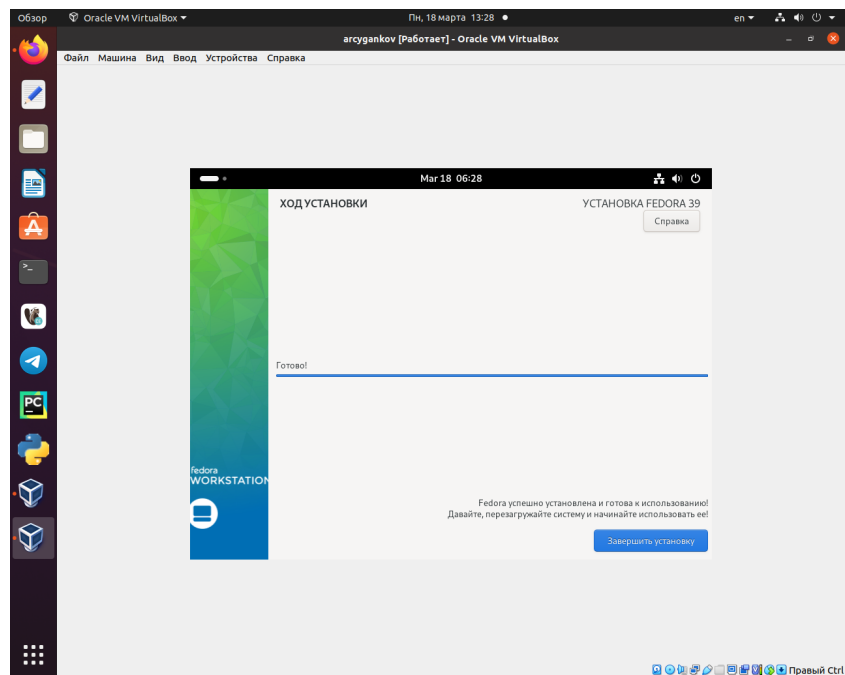 Обзор
Oracle VM VirtualBox
Пн, 18 марта 13:28
en
arcygankov [Работает] - Oracle VM VirtualBox
Файл Машина Вид Ввод Устройства Справка
Mar 18 06:28
ХОД УСТАНОВКИ
УСТАНОВКА FEDORA 39
Справка
Готово!
fedora
WORKSTATION
Fedora успешно установлена и готова к использованию!
Давайте, перезагружайте систему и начинайте использовать ее!
Завершить установку
PC
Правый Ctrl